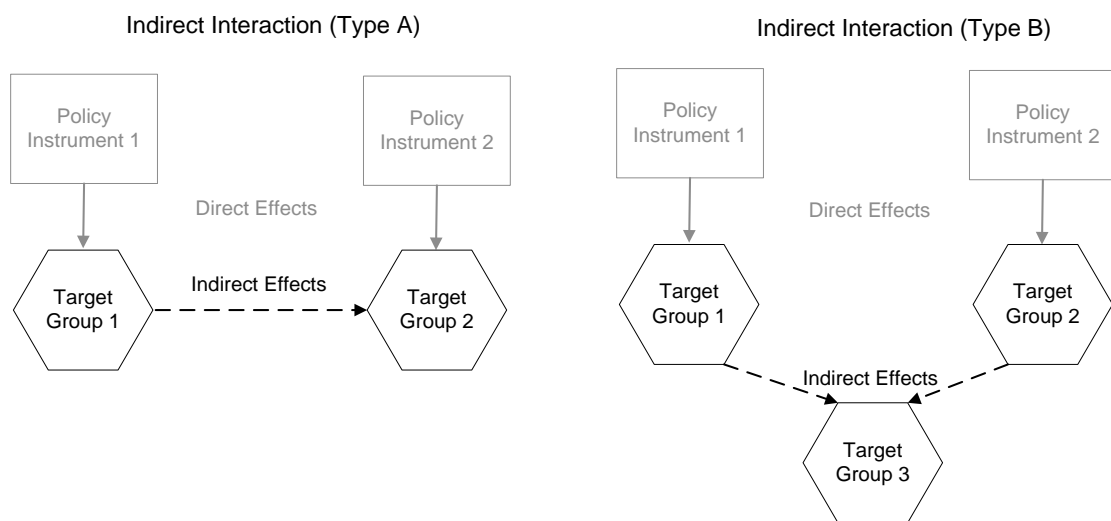 Indirect Interaction (Type A)
Policy
Instrument 1
Policy
Instrument 2
Direct Effects
Target
Group 1
Indirect Effects
Target
Group 2
Indirect Interaction (Type B)
Policy
Instrument 1
Policy
Instrument 2
Direct Effects
Target
Group 1
Target
Group 2
Indirect Effects
Target
Group 3